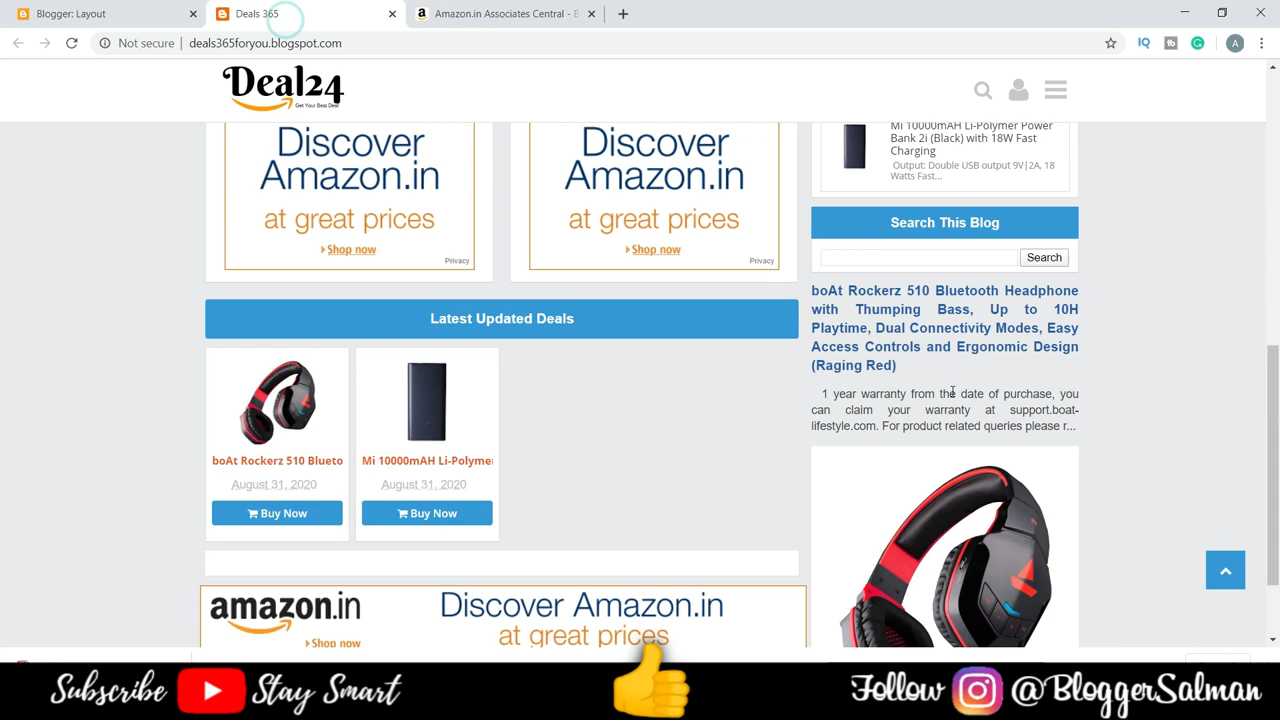 Blogger: Layout
Deals 365
Amazon.in Associates Central - B
Not secure | deals365foryou.blogspot.com
A
Deal24
Get Your Best Deal
Discover
Amazon.in
at great prices
Shop now
Privacy
Discover
Amazon.in
at great prices
Shop now
Privacy
Mi 10000mAH Li-Polymer Power
Bank 2i (Black) with 18W Fast
Charging
Output: Double USB output 9V|2A, 18
Watts Fast...
Search This Blog
Search
boAt Rockerz 510 Bluetooth Headphone
with Thumping Bass, Up to 10H
Playtime, Dual Connectivity Modes, Easy
Access Controls and Ergonomic Design
(Raging Red)
1 year warranty from the date of purchase, you
can claim your warranty at support.boat-
lifestyle.com. For product related queries please r...
Latest Updated Deals
boAt Rockerz 510 Blueto
August 31, 2020
Buy Now
Mi 10000mAH Li-Polyme
August 31, 2020
Buy Now
amazon.in
Shop now
Discover Amazon.in
at great prices
Subscribe
Stay Smart
Follow
@BloggerSalman